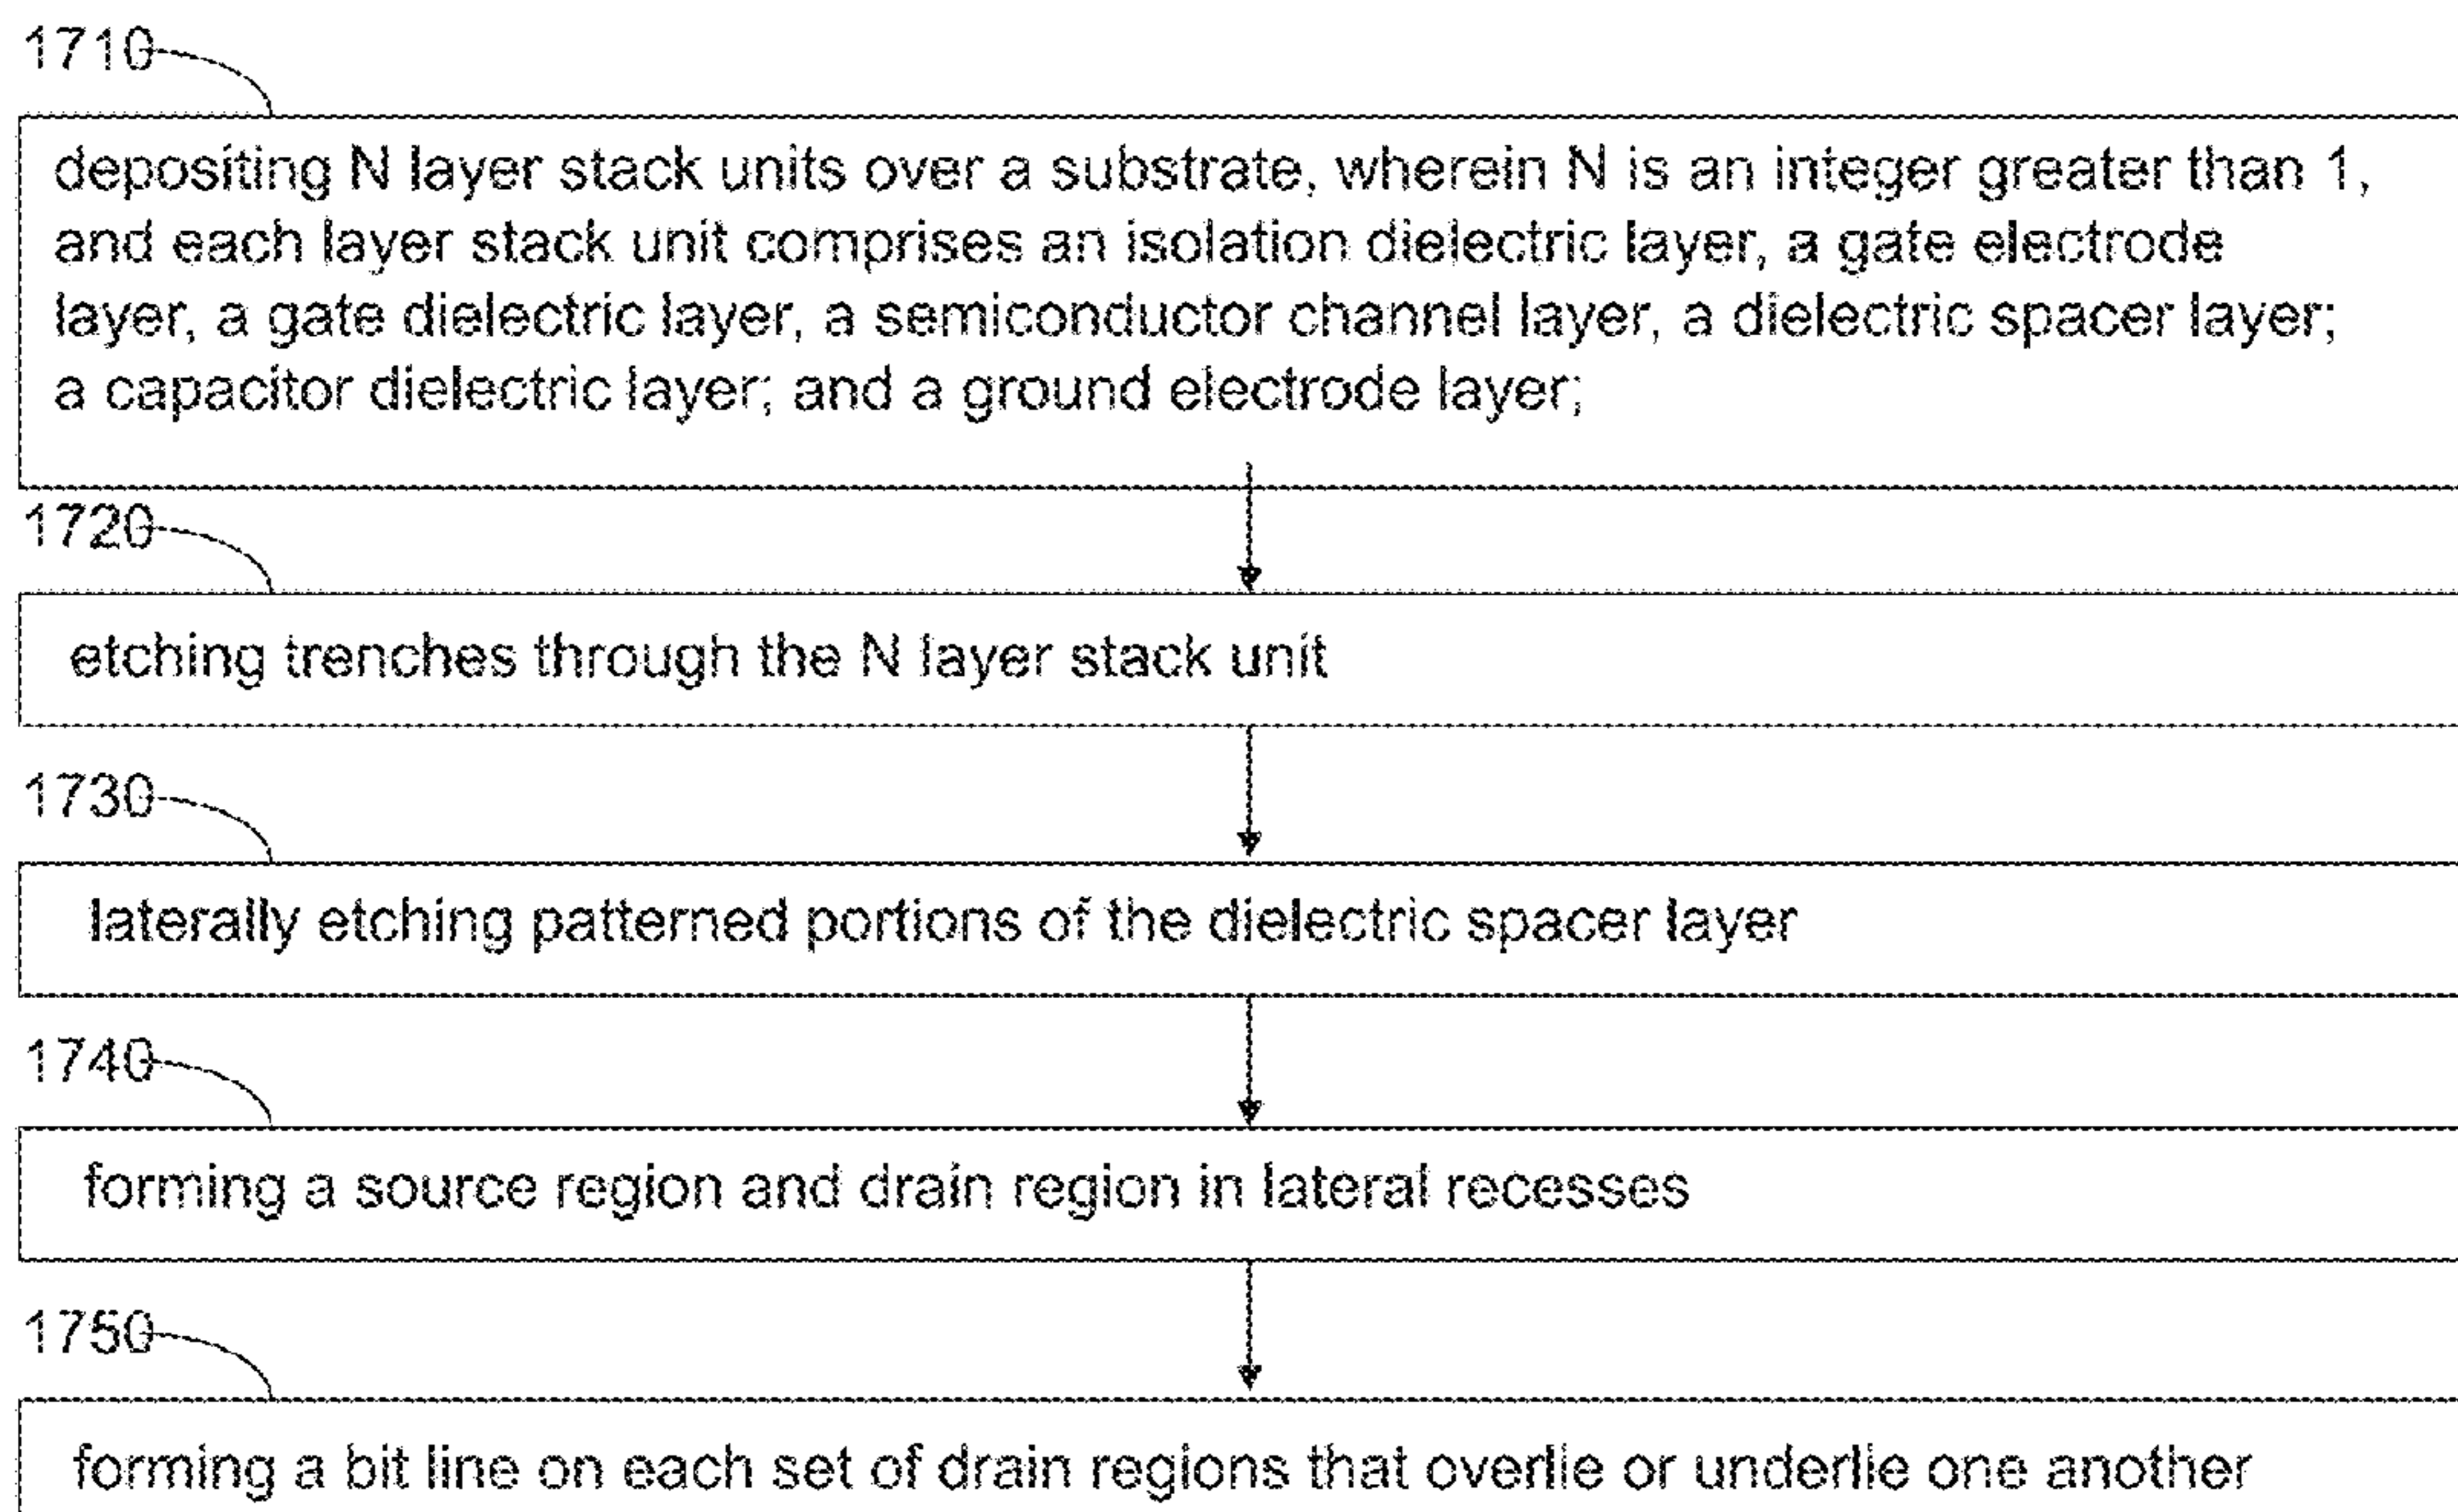 1710
depositing N layer stack units over a substrate, wherein N is an integer greater than 1,
and each layer stack unit comprises an isolation dielectric layer, a gate electrode
layer, a gate dielectric layer, a semiconductor channel layer, a dielectric spacer layer;
a capacitor dielectric layer; and a ground electrode layer;
1720
etching trenches through the N layer stack unit
1730
laterally etching patterned portions of the dielectric spacer layer
1740
forming a source region and drain region in lateral recesses
1750
forming a bit line on each set of drain regions that overlie or underlie one another